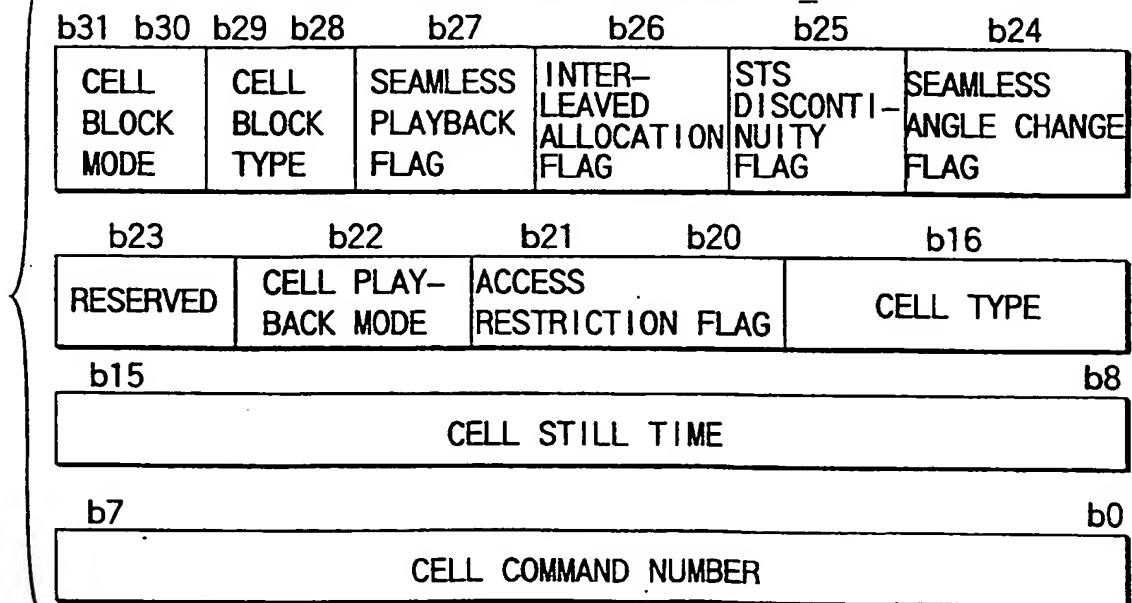 b31 b30 b29 b28 b27 b26 b25 b24
CELL BLOCK MODE
CELL BLOCK TYPE
SEAMLESS PLAYBACK FLAG
INTER-
LEAVED
ALLOCATION
FLAG
STS
DISCONTI-
NUITY
FLAG
SEAMLESS
ANGLE CHANGE
FLAG
b23 b22 b21 b20 b16
RESERVED
CELL PLAY-
BACK MODE
ACCESS
RESTRICTION FLAG
CELL TYPE
b15 b8
CELL STILL TIME
b7 b0
CELL COMMAND NUMBER